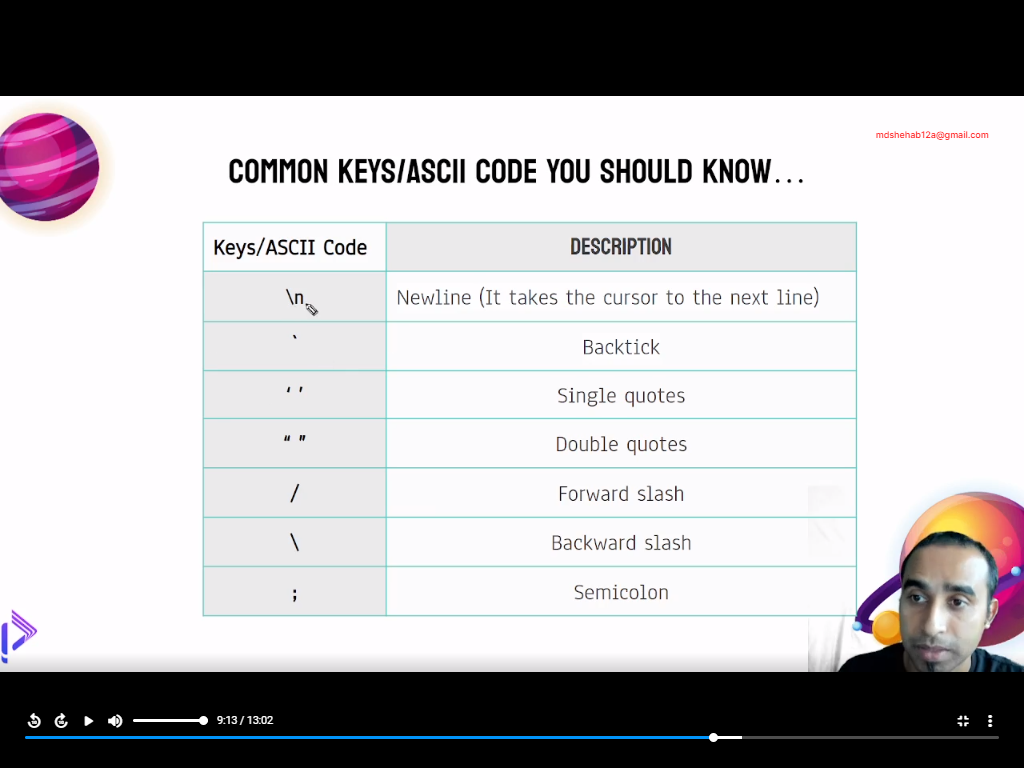 mdshehab12a@gmail.com
COMMON KEYS/ASCII CODE YOU SHOULD KNOW...
Keys/ASCII Code DESCRIPTION
\n Newline (It takes the cursor to the next line)
` Backtick
‘ ’ Single quotes
“ ” Double quotes
/ Forward slash
\ Backward slash
; Semicolon
9:13 / 13:02